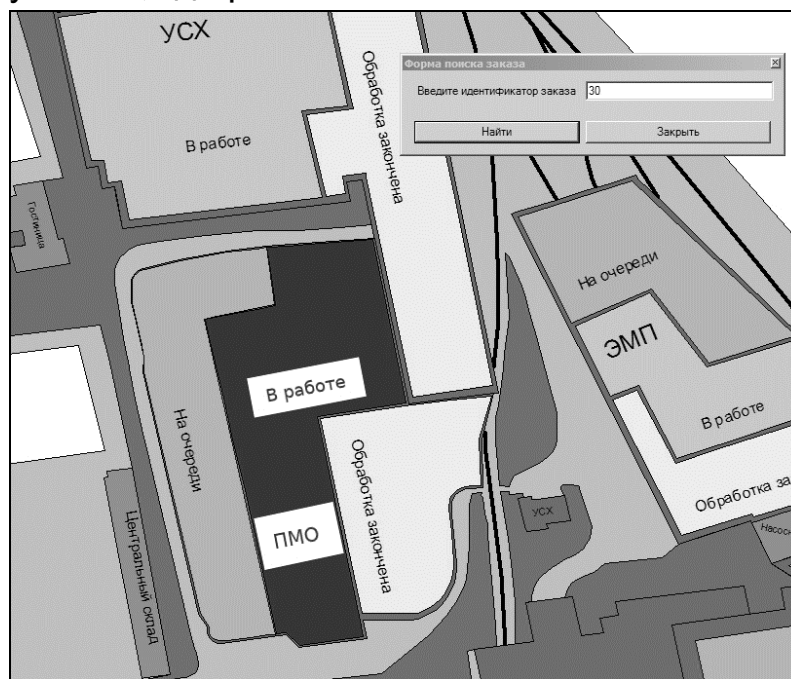 УСХ
В работе
Обработка закончена
Форма поиска заказа
Введите идентификатор заказа 30
Найти
Закрыть
Гостиница
На очереди
ЭМП
В работе
Обработка за
В работе
На очереди
Обработка закончена
ПМО
Центральный склад
УСХ
Насосн